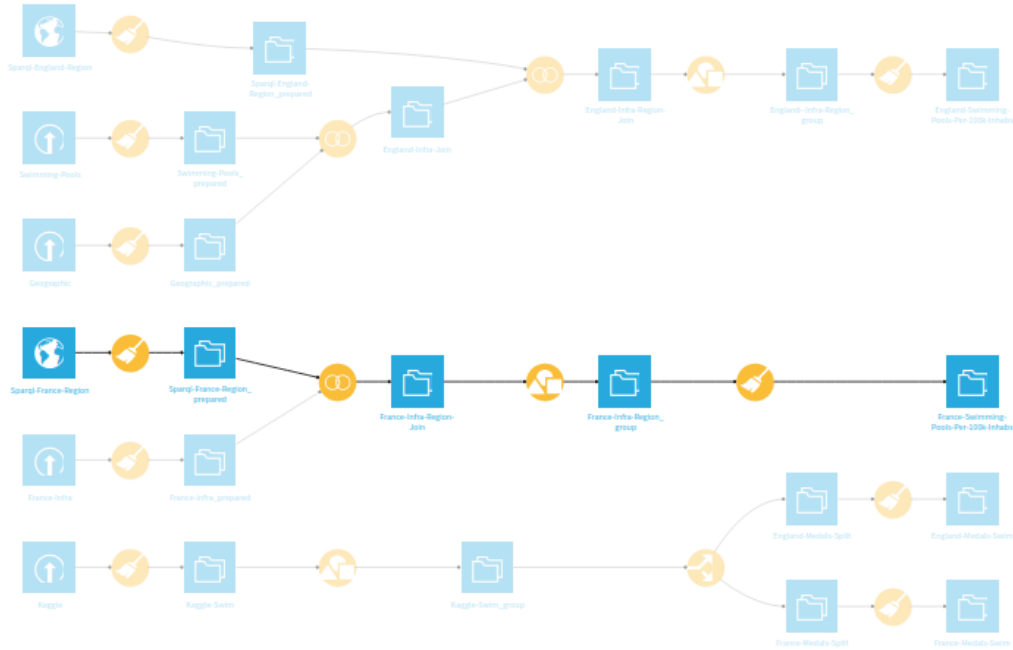 Sparql-England-Region
Sparql-England-
Region_prepared
England-Infra-Region-
Join
England--Infra-Region_
group
England-Swimming-
Pools-Per-100k-Inhabs
England-Infra-Join
Swimming-Pools
Swimming-Pools_
prepared
Geographic
Geographic_prepared
Sparql-France-Region
Sparql-France-Region_
prepared
France-Infra-Region-
Join
France-Infra-Region_
group
France-Swimming-
Pools-Per-100k-Inhabs
France-Infra
France-Infra_prepared
England-Medals-Split
England-Medals-Swim
Kaggle
Kaggle-Swim
Kaggle-Swim_group
France-Medals-Split
France-Medals-Swim